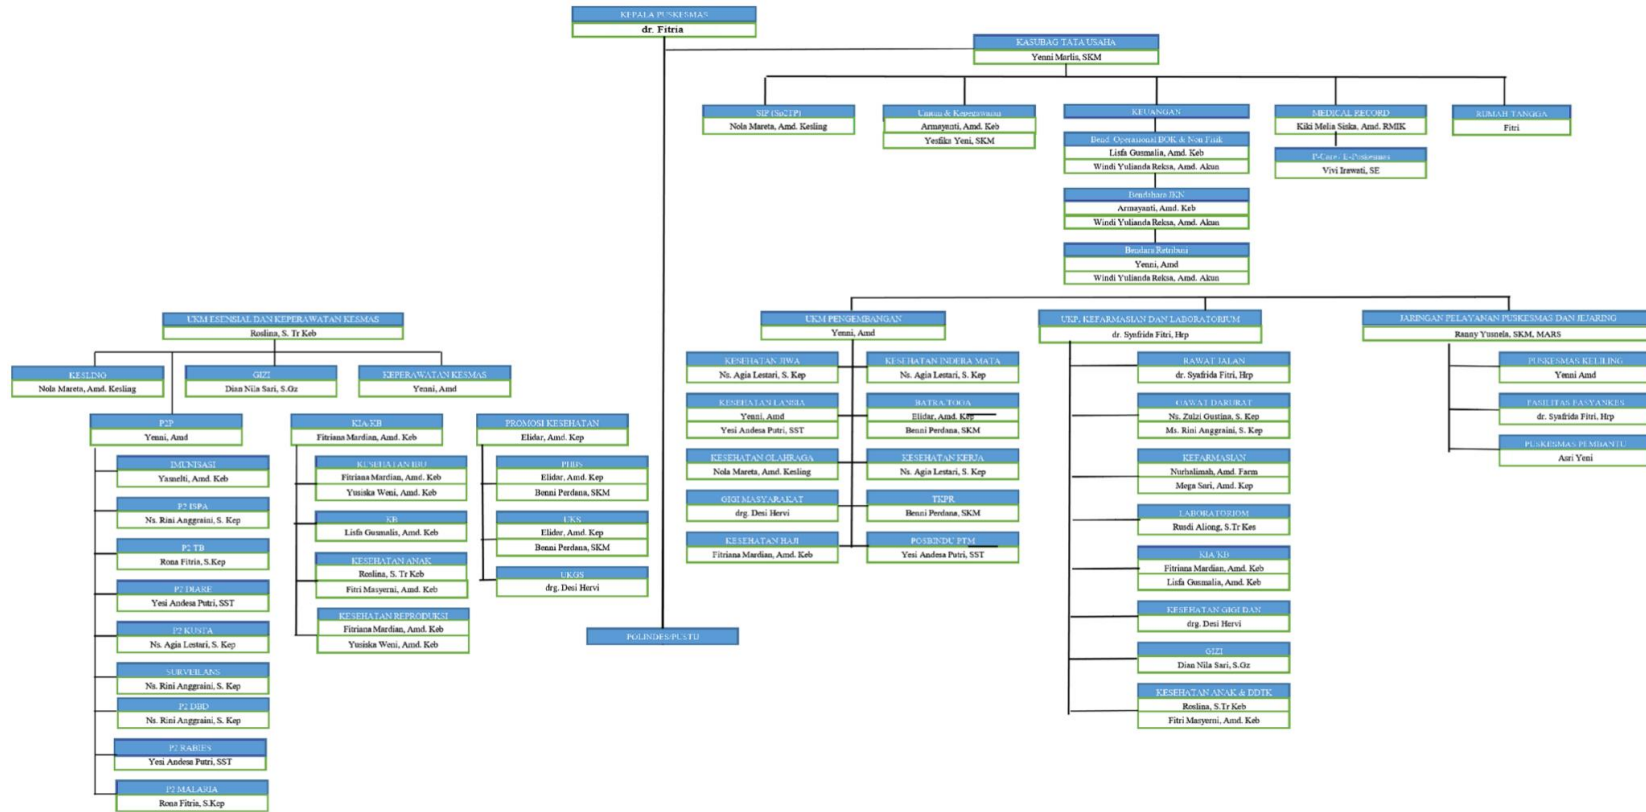 KEPALA PUSKESMAS
dr. Fitria
KASUBAG TATA USAHA
Yenni Marlis, SKM
Nola Mareta, Amd. Kesling
Umum & Kepegawaian
Armayanti, Amd. Keb
Yesfika Yeni, SKM
KEUANGAN
Bend. Operasional BOK & Non Fisik
Lisfa Gusmalia, Amd. Keb
Windi Yulianda Reksa, Amd. Akun
Bendahara JKN
Armayanti, Amd. Keb
Windi Yulianda Reksa, Amd. Akun
Bendara Retribusi
Yenni, Amd
Windi Yulianda Reksa, Amd. Akun
MEDICAL RECORD
Kiki Melia Siska, Amd. RMIK
P-Care, E-Puskesmas
Vivi Irawati, SE
RUMAH TANGGA
Fitri
UKM ESENSIAL DAN KEPERAWATAN KESMAS
Roslina, S. Tr Keb
KESLING
Nola Mareta, Amd. Kesling
GIZI
Dian Nila Sari, S.Gz
KEPERAWATAN KESMAS
Yenni, Amd
P2P
Yenni, Amd
IMUNISASI
Yasnelti, Amd. Keb
P2 ISPA
Ns. Rini Anggraini, S. Kep
P2 TB
Rona Fitria, S.Kep
P2 DIARE
Yesi Andesa Putri, SST
P2 KUSTA
Ns. Agia Lestari, S. Kep
SURVEILANS
Ns. Rini Anggraini, S. Kep
P2 DBD
Ns. Rini Anggraini, S. Kep
P2 RABIES
Yesi Andesa Putri, SST
P2 MALARIA
Rona Fitria, S.Kep
KIA/KB
Fitriana Mardian, Amd. Keb
KESEHATAN IBU
Fitriana Mardian, Amd. Keb
Yusiska Weni, Amd. Keb
KB
Lisfa Gusmalia, Amd. Keb
KESEHATAN ANAK
Roslina, S. Tr Keb
Fitri Masyerni, Amd. Keb
KESEHATAN REPRODUKSI
Fitriana Mardian, Amd. Keb
Yusiska Weni, Amd. Keb
PROMOSI KESEHATAN
Elidar, Amd. Kep
PHBS
Elidar, Amd. Kep
Benni Perdana, SKM
UKS
Elidar, Amd. Kep
Benni Perdana, SKM
UKGS
drg. Desi Hervi
POLINDES/PUSTU
UKM PENGEMBANGAN
Yenni, Amd
KESEHATAN JIWA
Ns. Agia Lestari, S. Kep
KESEHATAN LANSIA
Yenni, Amd
Yesi Andesa Putri, SST
KESEHATAN OLAHRAGA
Nola Mareta, Amd. Kesling
GIGI MASYARAKAT
drg. Desi Hervi
KESEHATAN HAJI
Fitriana Mardian, Amd. Keb
KESEHATAN INDERA MATA
Ns. Agia Lestari, S. Kep
BATRA-TOGA
Elidar, Amd. Kep
Benni Perdana, SKM
KESEHATAN KERJA
Ns. Agia Lestari, S. Kep
TKPR
Benni Perdana, SKM
POSBINDU PTM
Yesi Andesa Putri, SST
UKP, KEFARMASIAN DAN LABORATORIUM
dr. Syafrida Fitri, Hrp
RAWAT JALAN
dr. Syafrida Fitri, Hrp
GAWAT DARURAT
Ns. Zulzi Gustina, S. Kep
Ms. Rini Anggraini, S. Kep
KEFARMASIAN
Nurhalimah, Amd. Farm
Mega Sari, Amd. Kep
LABORATORIOM
Rusdi Aliong, S.Tr Kes
KIA/KB
Fitriana Mardian, Amd. Keb
Lisfa Gusmalia, Amd. Keb
KESEHATAN GIGI DAN
drg. Desi Hervi
GIZI
Dian Nila Sari, S.Gz
KESEHATAN ANAK & DDTK
Roslina, S.Tr Keb
Fitri Masyerni, Amd. Keb
JARINGAN PELAYANAN PUSKESMAS DAN JEJARING
Ranny Yusnela, SKM, MARS
PUSKESMAS KELILING
Yenni Amd
FASILITAS FASYANKES
dr. Syafrida Fitri, Hrp
PUSKESMAS PEMBANTU
Asri Yeni